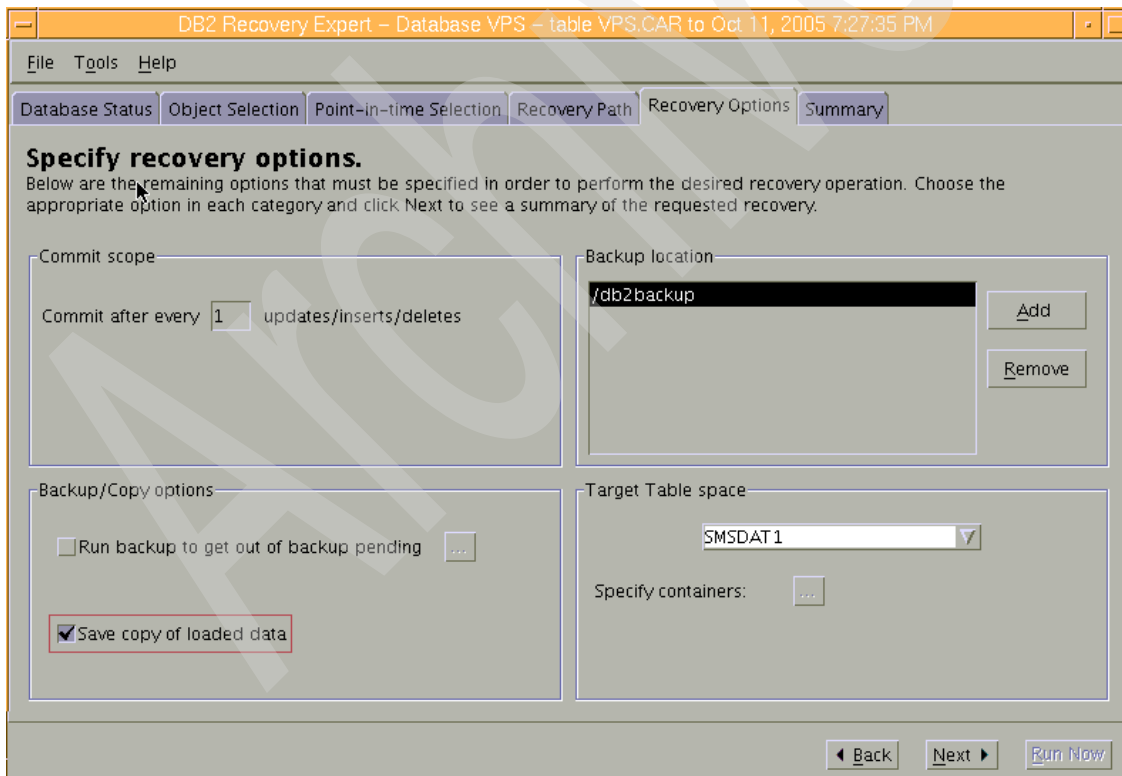 DB2 Recovery Expert – Database VPS – table VPS.CAR to Oct 11, 2005 7:27:35 PM
File Tools Help
Database Status Object Selection Point-in-time Selection Recovery Path Recovery Options Summary
Specify recovery options.
Below are the remaining options that must be specified in order to perform the desired recovery operation. Choose the
appropriate option in each category and click Next to see a summary of the requested recovery.
Commit scope
Commit after every 1 updates/inserts/deletes
Backup location
/db2backup
Add
Remove
Backup/Copy options
Run backup to get out of backup pending ...
Save copy of loaded data
Target Table space
SMSDAT1
Specify containers: ...
Back Next Run Now
Archive